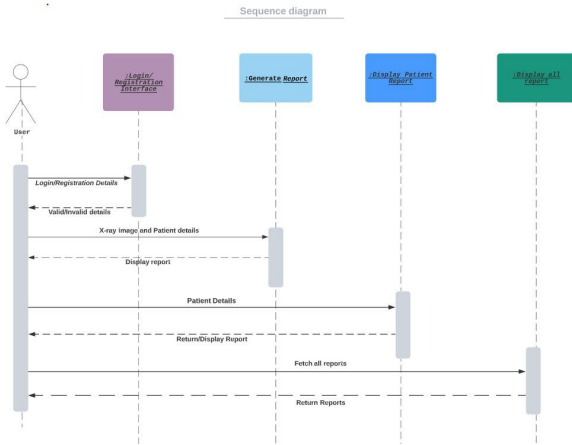 Sequence diagram
:Login/
Registration
Interface
:Generate Report
:Display Patient
Report
:Display all
report
User
Login/Registration Details
Valid/Invalid details
X-ray image and Patient details
Display report
Patient Details
Return/Display Report
Fetch all reports
Return Reports